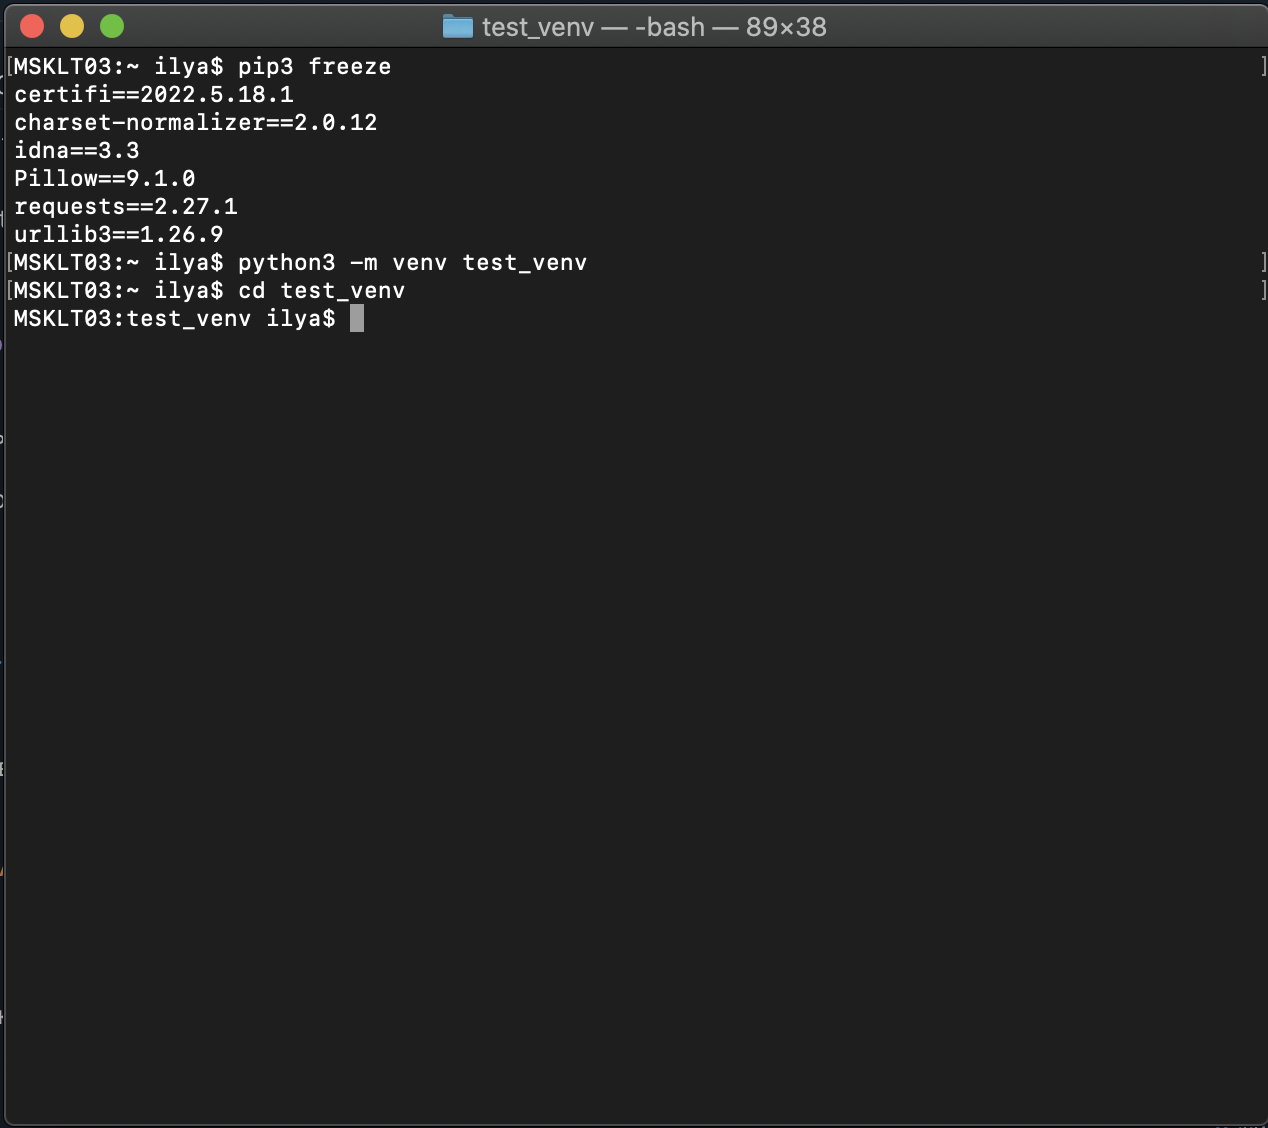 test_venv — -bash — 89×38
[MSKLT03:~ ilya$ pip3 freeze ]
certifi==2022.5.18.1
charset-normalizer==2.0.12
idna==3.3
Pillow==9.1.0
requests==2.27.1
urllib3==1.26.9
[MSKLT03:~ ilya$ python3 -m venv test_venv ]
[MSKLT03:~ ilya$ cd test_venv ]
MSKLT03:test_venv ilya$